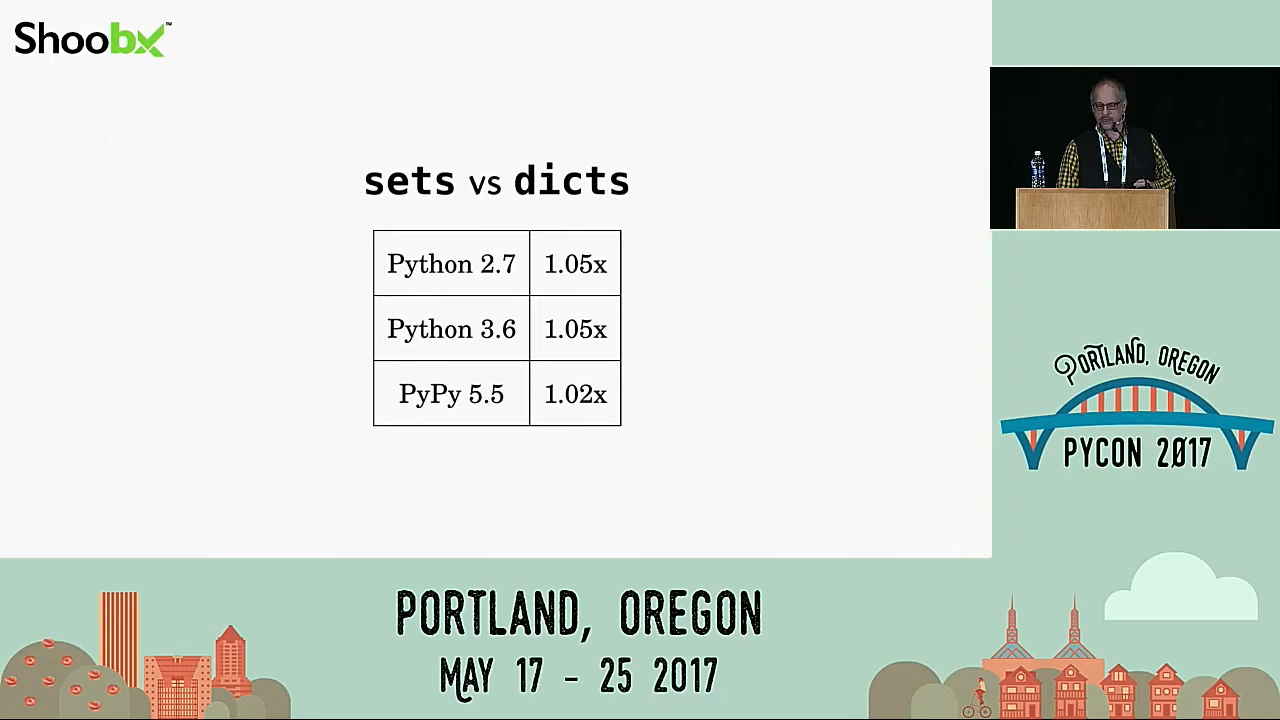 Shoobx™
sets vs dicts
Python 2.7 1.05x
Python 3.6 1.05x
PyPy 5.5 1.02x
PORTLAND, OREGON
PYCON 2017
PORTLAND, OREGON
MAY 17 - 25 2017